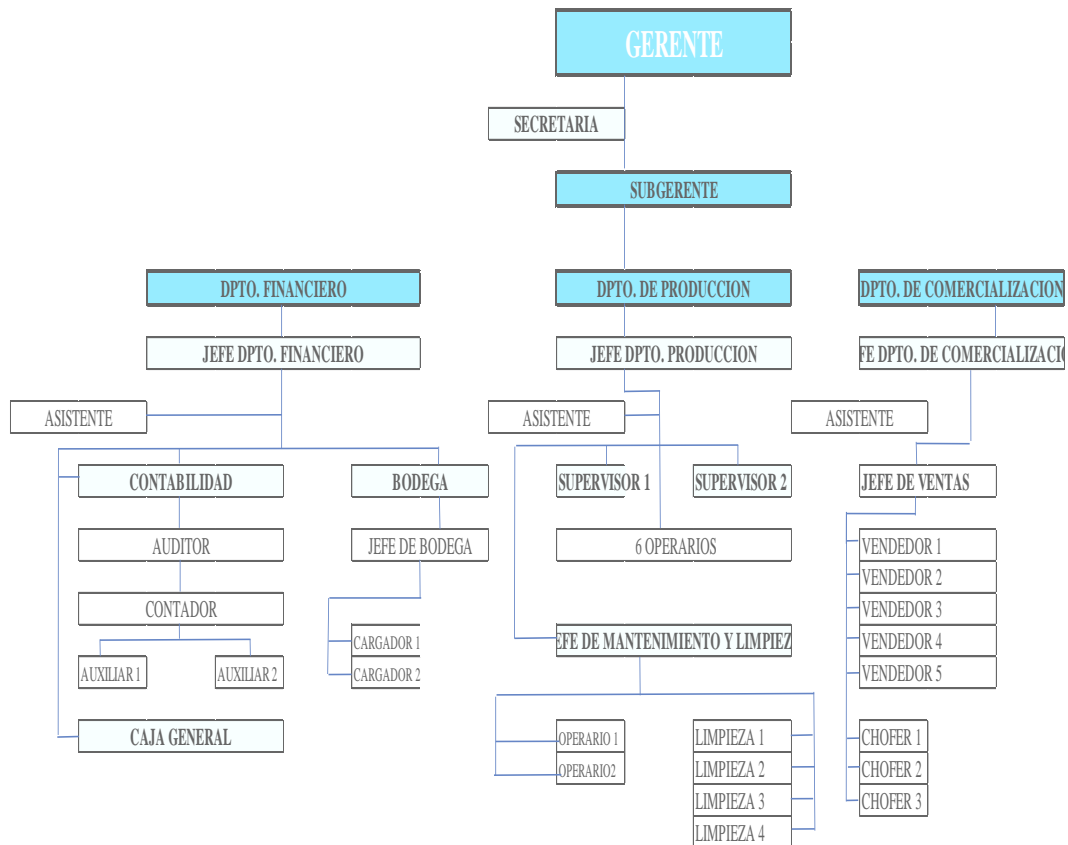 GERENTE
SECRETARIA
SUBGERENTE
DPTO. FINANCIERO
DPTO. DE PRODUCCION
DPTO. DE COMERCIALIZACION
JEFE DPTO. FINANCIERO
JEFE DPTO. PRODUCCION
FE DPTO. DE COMERCIALIZACIO
ASISTENTE
ASISTENTE
ASISTENTE
CONTABILIDAD
BODEGA
SUPERVISOR 1
SUPERVISOR 2
JEFE DE VENTAS
AUDITOR
JEFE DE BODEGA
6 OPERARIOS
VENDEDOR 1
VENDEDOR 2
VENDEDOR 3
VENDEDOR 4
VENDEDOR 5
CONTADOR
AUXILIAR 1
AUXILIAR 2
CARGADOR 1
CARGADOR 2
EFE DE MANTENIMIENTO Y LIMPIEZ
CAJA GENERAL
OPERARIO 1
OPERARIO2
LIMPIEZA 1
LIMPIEZA 2
LIMPIEZA 3
LIMPIEZA 4
CHOFER 1
CHOFER 2
CHOFER 3